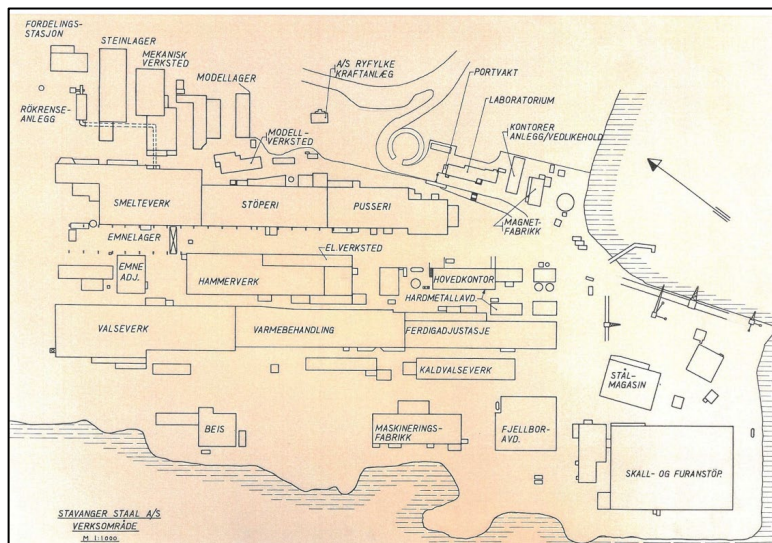 FORDELINGS-
STASJON
STEINLAGER
MEKANISK
VERKSTED
MODELLAGER
A/S RYFYLKE
KRAFTANLÆG
PORTVAKT
LABORATORIUM
KONTORER
ANLEGG/VEDLIKEHOLD
RÖKRENSE-
ANLEGG
MODELL-
VERKSTED
SMELTEVERK
STÖPERI
PUSSERI
MAGNET-
FABRIKK
EMNELAGER
EL.VERKSTED
EMNE
ADJ.
HAMMERVERK
HOVEDKONTOR
HARDMETALLAVD.
VALSEVERK
VARMEBEHANDLING
FERDIGADJUSTASJE
KALDVALSEVERK
STÅL-
MAGASIN
BEIS
MASKINERINGS-
FABRIKK
FJELLBOR-
AVD.
SKALL- OG FURANSTÖP.
STAVANGER STAAL A/S
VERKSOMRÅDE
M 1:1000